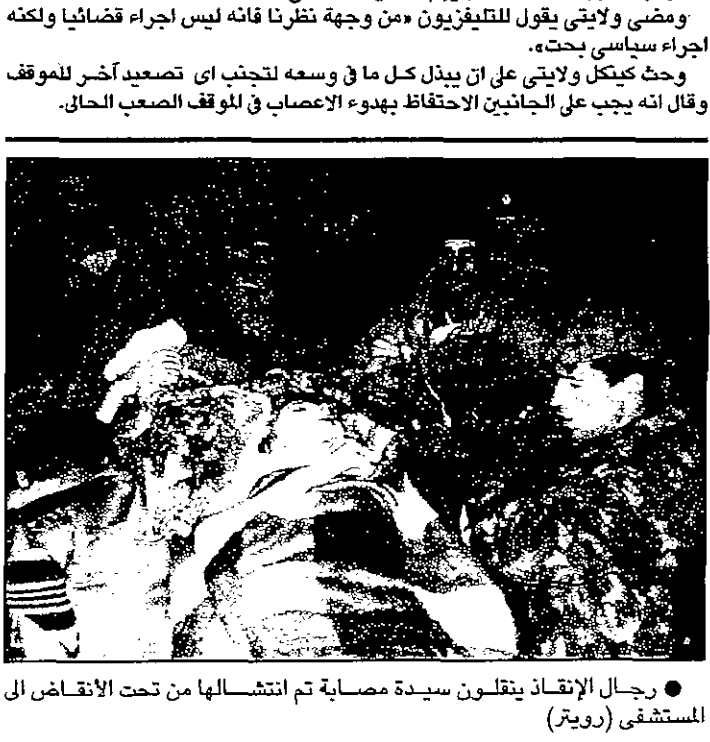 ومضى ولايتى يقول للتليفزيون «من وجهة نظرنا فانه ليس اجراء قضائيا ولكنه
اجراء سياسى بحت».
وحث كينكل ولايتى على ان يبذل كل ما فى وسعه لتجنب اى تصعيد آخر للموقف
وقال انه يجب على الجانبين الاحتفاظ بهدوء الاعصاب فى الموقف الصعب الحالى.
● رجال الإنقاذ ينقلون سيدة مصابة تم انتشالها من تحت الأنقاض الى
المستشفى (رويتر)